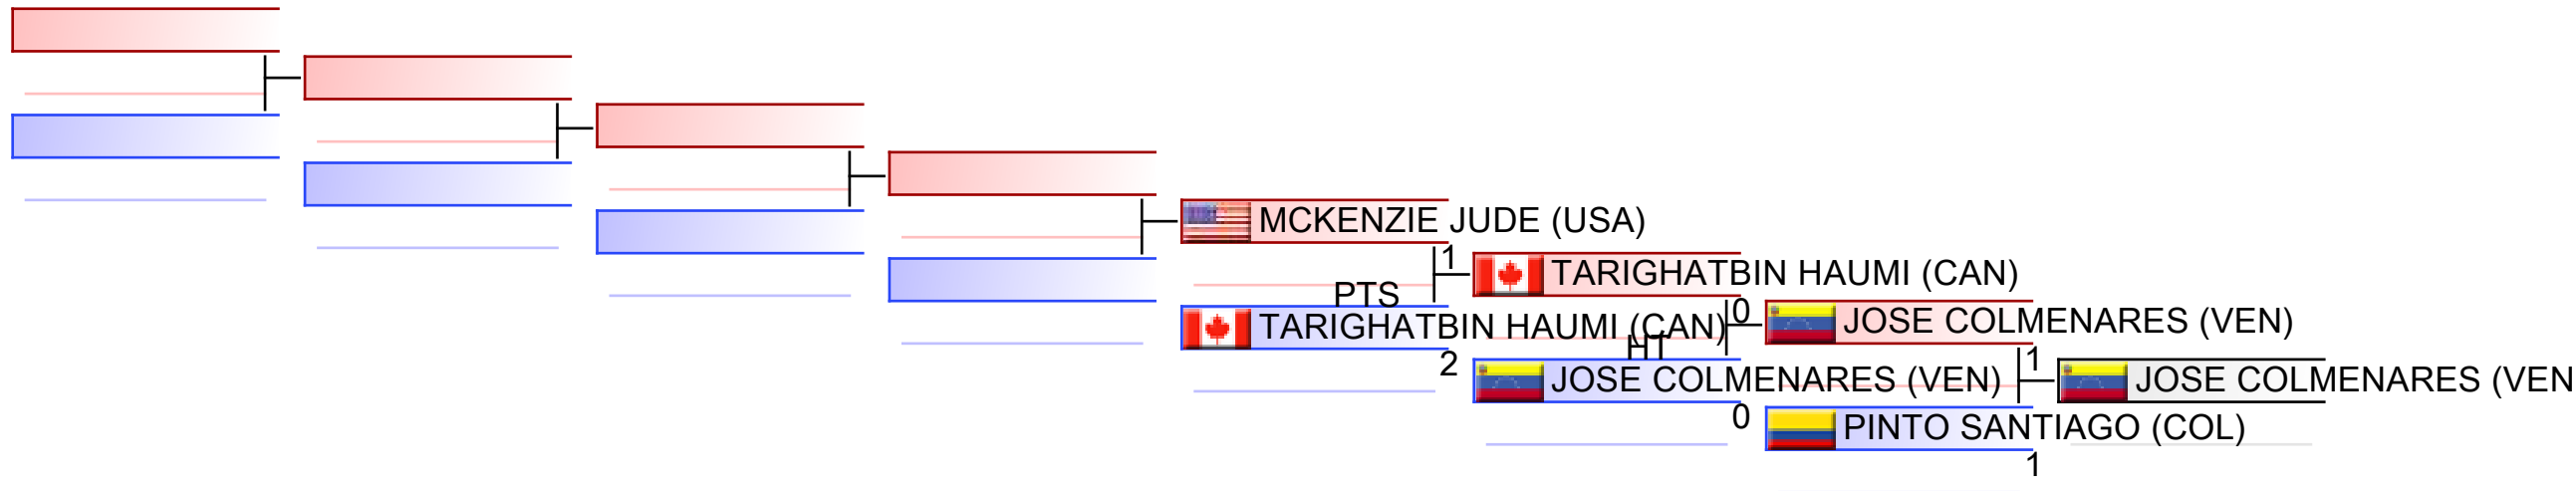 MCKENZIE JUDE (USA)
1
TARIGHATBIN HAUMI (CAN)
PTS
0
TARIGHATBIN HAUMI (CAN)
JOSE COLMENARES (VEN)
HT
1
2
JOSE COLMENARES (VEN)
JOSE COLMENARES (VEN
0
PINTO SANTIAGO (COL)
1